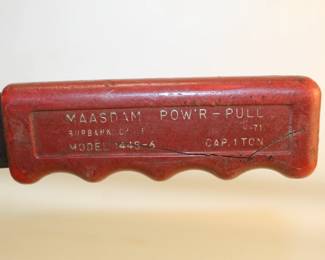 MAASDAM POW'R-PULL
BURBANK, CALIF.
MODEL 144S-6 CAP. 1 TON